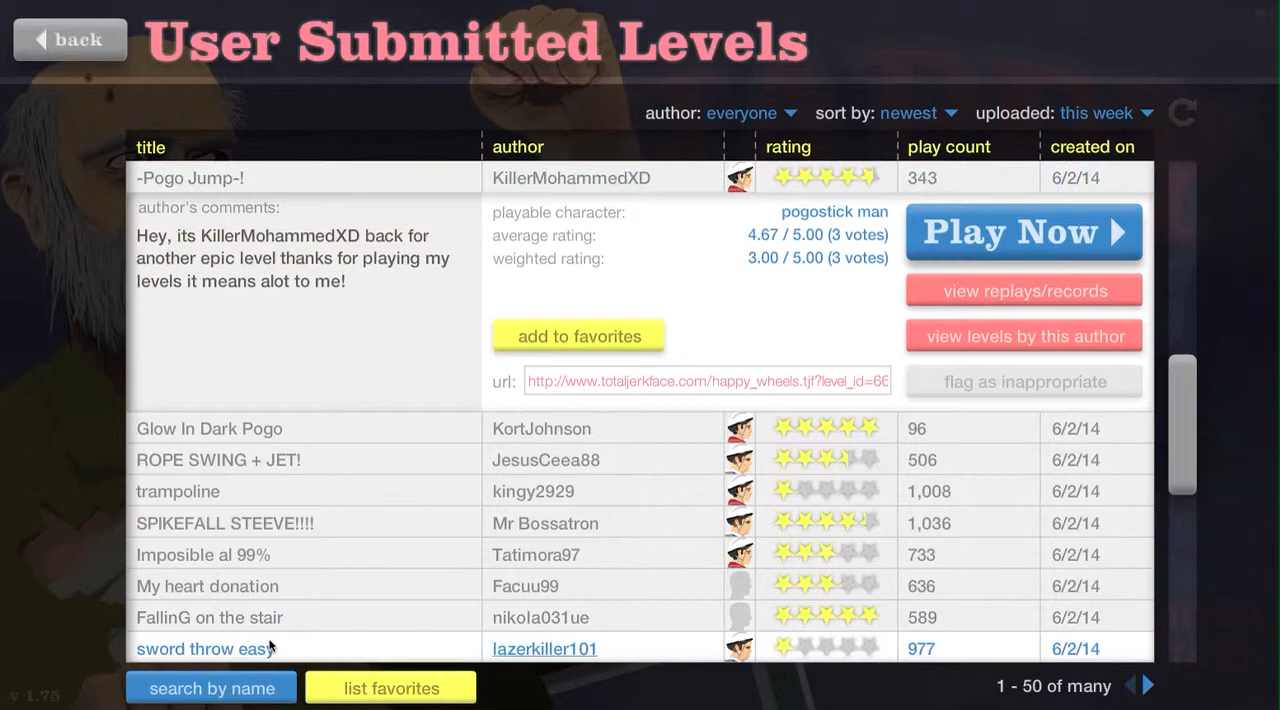 back
User Submitted Levels
author: everyone sort by: newest uploaded: this week
title author rating play count created on
-Pogo Jump-! KillerMohammedXD 343 6/2/14
author's comments:
Hey, its KillerMohammedXD back for
another epic level thanks for playing my
levels it means alot to me!
playable character: pogostick man
average rating: 4.67 / 5.00 (3 votes)
weighted rating: 3.00 / 5.00 (3 votes)
add to favorites
url: http://www.totaljerkface.com/happy_wheels.tjf?level_id=66
Play Now
view replays/records
view levels by this author
flag as inappropriate
Glow In Dark Pogo KortJohnson 96 6/2/14
ROPE SWING + JET! JesusCeea88 506 6/2/14
trampoline kingy2929 1,008 6/2/14
SPIKEFALL STEEVE!!!! Mr Bossatron 1,036 6/2/14
Imposible al 99% Tatimora97 733 6/2/14
My heart donation Facuu99 636 6/2/14
FallinG on the stair nikola031ue 589 6/2/14
sword throw easy lazerkiller101 977 6/2/14
v 1.75 search by name list favorites 1 - 50 of many